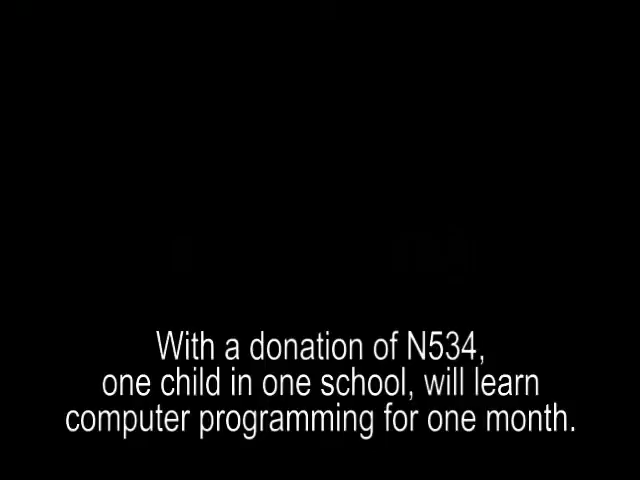 With a donation of N534,
one child in one school, will learn
computer programming for one month.